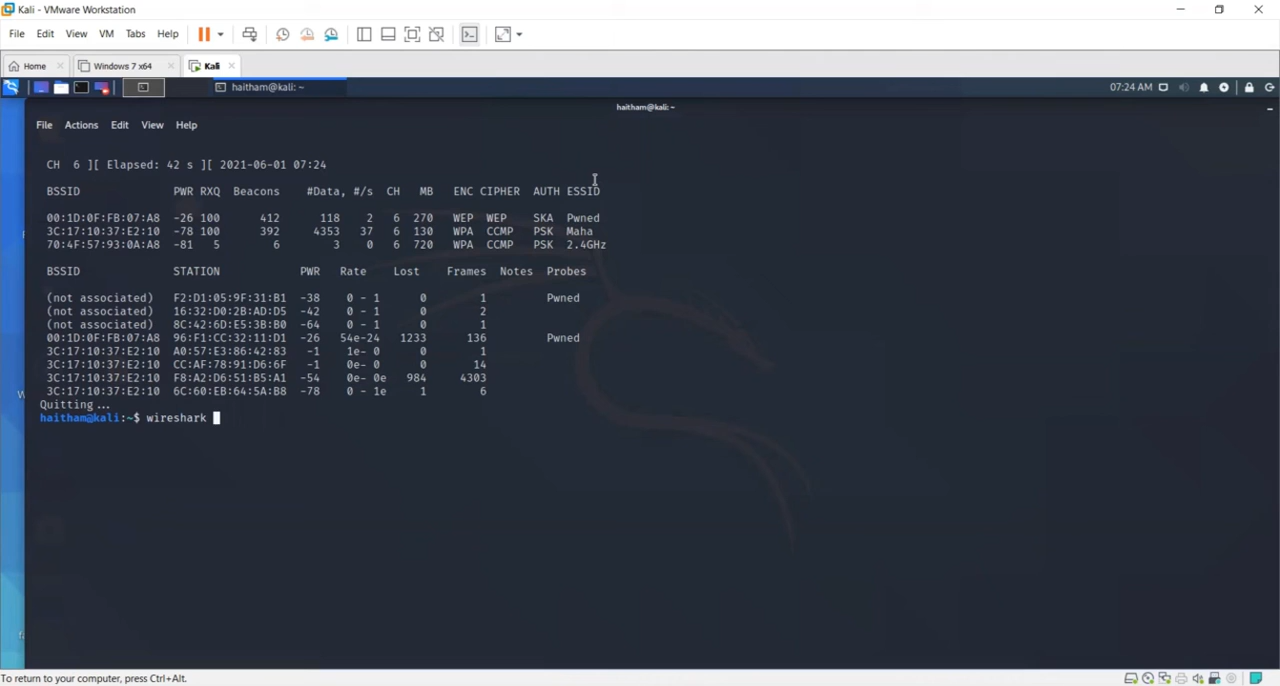 Kali - VMware Workstation
File Edit View VM Tabs Help
Home Windows 7 x64 Kali
haitham@kali: ~ 07:24 AM
haitham@kali:~
File Actions Edit View Help
CH 6 ][ Elapsed: 42 s ][ 2021-06-01 07:24
BSSID PWR RXQ Beacons #Data, #/s CH MB ENC CIPHER AUTH ESSID
00:1D:0F:FB:07:A8 -26 100 412 118 2 6 270 WEP WEP SKA Pwned
3C:17:10:37:E2:10 -78 100 392 4353 37 6 130 WPA CCMP PSK Maha
70:4F:57:93:0A:A8 -81 5 6 3 0 6 720 WPA CCMP PSK 2.4GHz
BSSID STATION PWR Rate Lost Frames Notes Probes
(not associated) F2:D1:05:9F:31:B1 -38 0 - 1 0 1 Pwned
(not associated) 16:32:D0:2B:AD:D5 -42 0 - 1 0 2
(not associated) 8C:42:6D:E5:3B:B0 -64 0 - 1 0 1
00:1D:0F:FB:07:A8 96:F1:CC:32:11:D1 -26 54e-24 1233 136 Pwned
3C:17:10:37:E2:10 A0:57:E3:86:42:83 -1 1e- 0 0 1
3C:17:10:37:E2:10 CC:AF:78:91:D6:6F -1 0e- 0 0 14
3C:17:10:37:E2:10 F8:A2:D6:51:B5:A1 -54 0e- 0e 984 4303
3C:17:10:37:E2:10 6C:60:EB:64:5A:B8 -78 0 - 1e 1 6
Quitting...
haitham@kali:~$ wireshark
To return to your computer, press Ctrl+Alt.